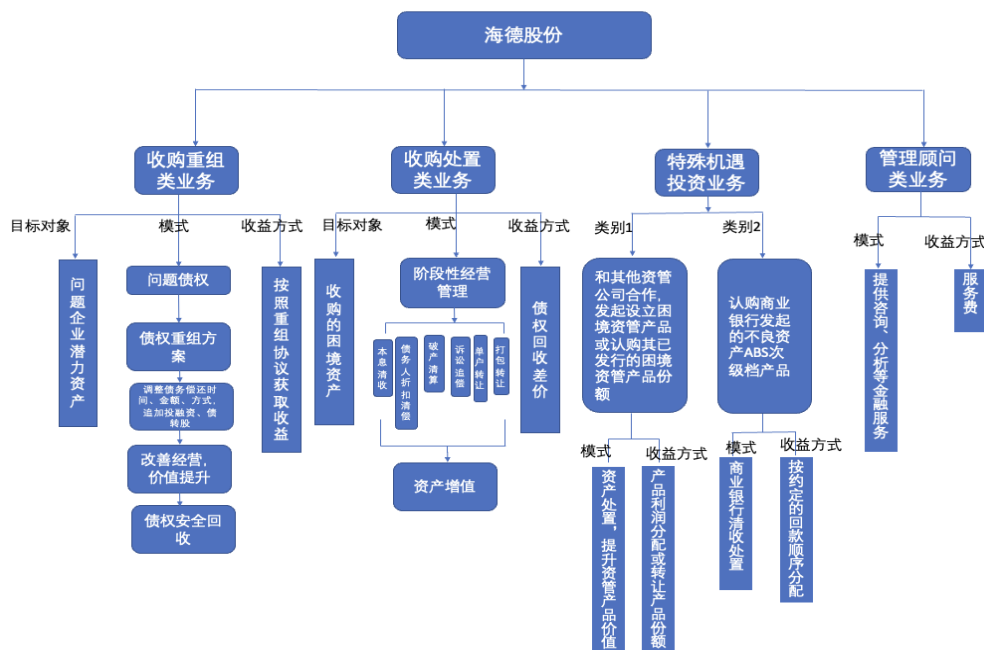 海德股份
收购重组
类业务
收购处置
类业务
特殊机遇
投资业务
管理顾问
类业务
目标对象
模式
收益方式
目标对象
模式
收益方式
类别1
类别2
模式
收益方式
问题企业潜力资产
问题债权
债权重组方案
调整债务偿还时
间、金额、方式，
追加投融资、债
转股
改善经营，
价值提升
债权安全回
收
按照重组协议获取收益
收购的困境资产
阶段性经营
管理
本息清收
债务人折扣清偿
破产清算
诉讼追偿
单户转让
打包转让
资产增值
债权回收差价
和其他资管
公司合作，
发起设立困
境资管产品
或认购其已
发行的困境
资管产品份
额
模式
收益方式
资产处置，提升资管产品价值
产品利润分配或转让产品份额
认购商业
银行发起
的不良资
产ABS次
级档产品
模式
收益方式
商业银行清收处置
按约定的回款顺序分配
提供咨询、分析等金融服务
服务费